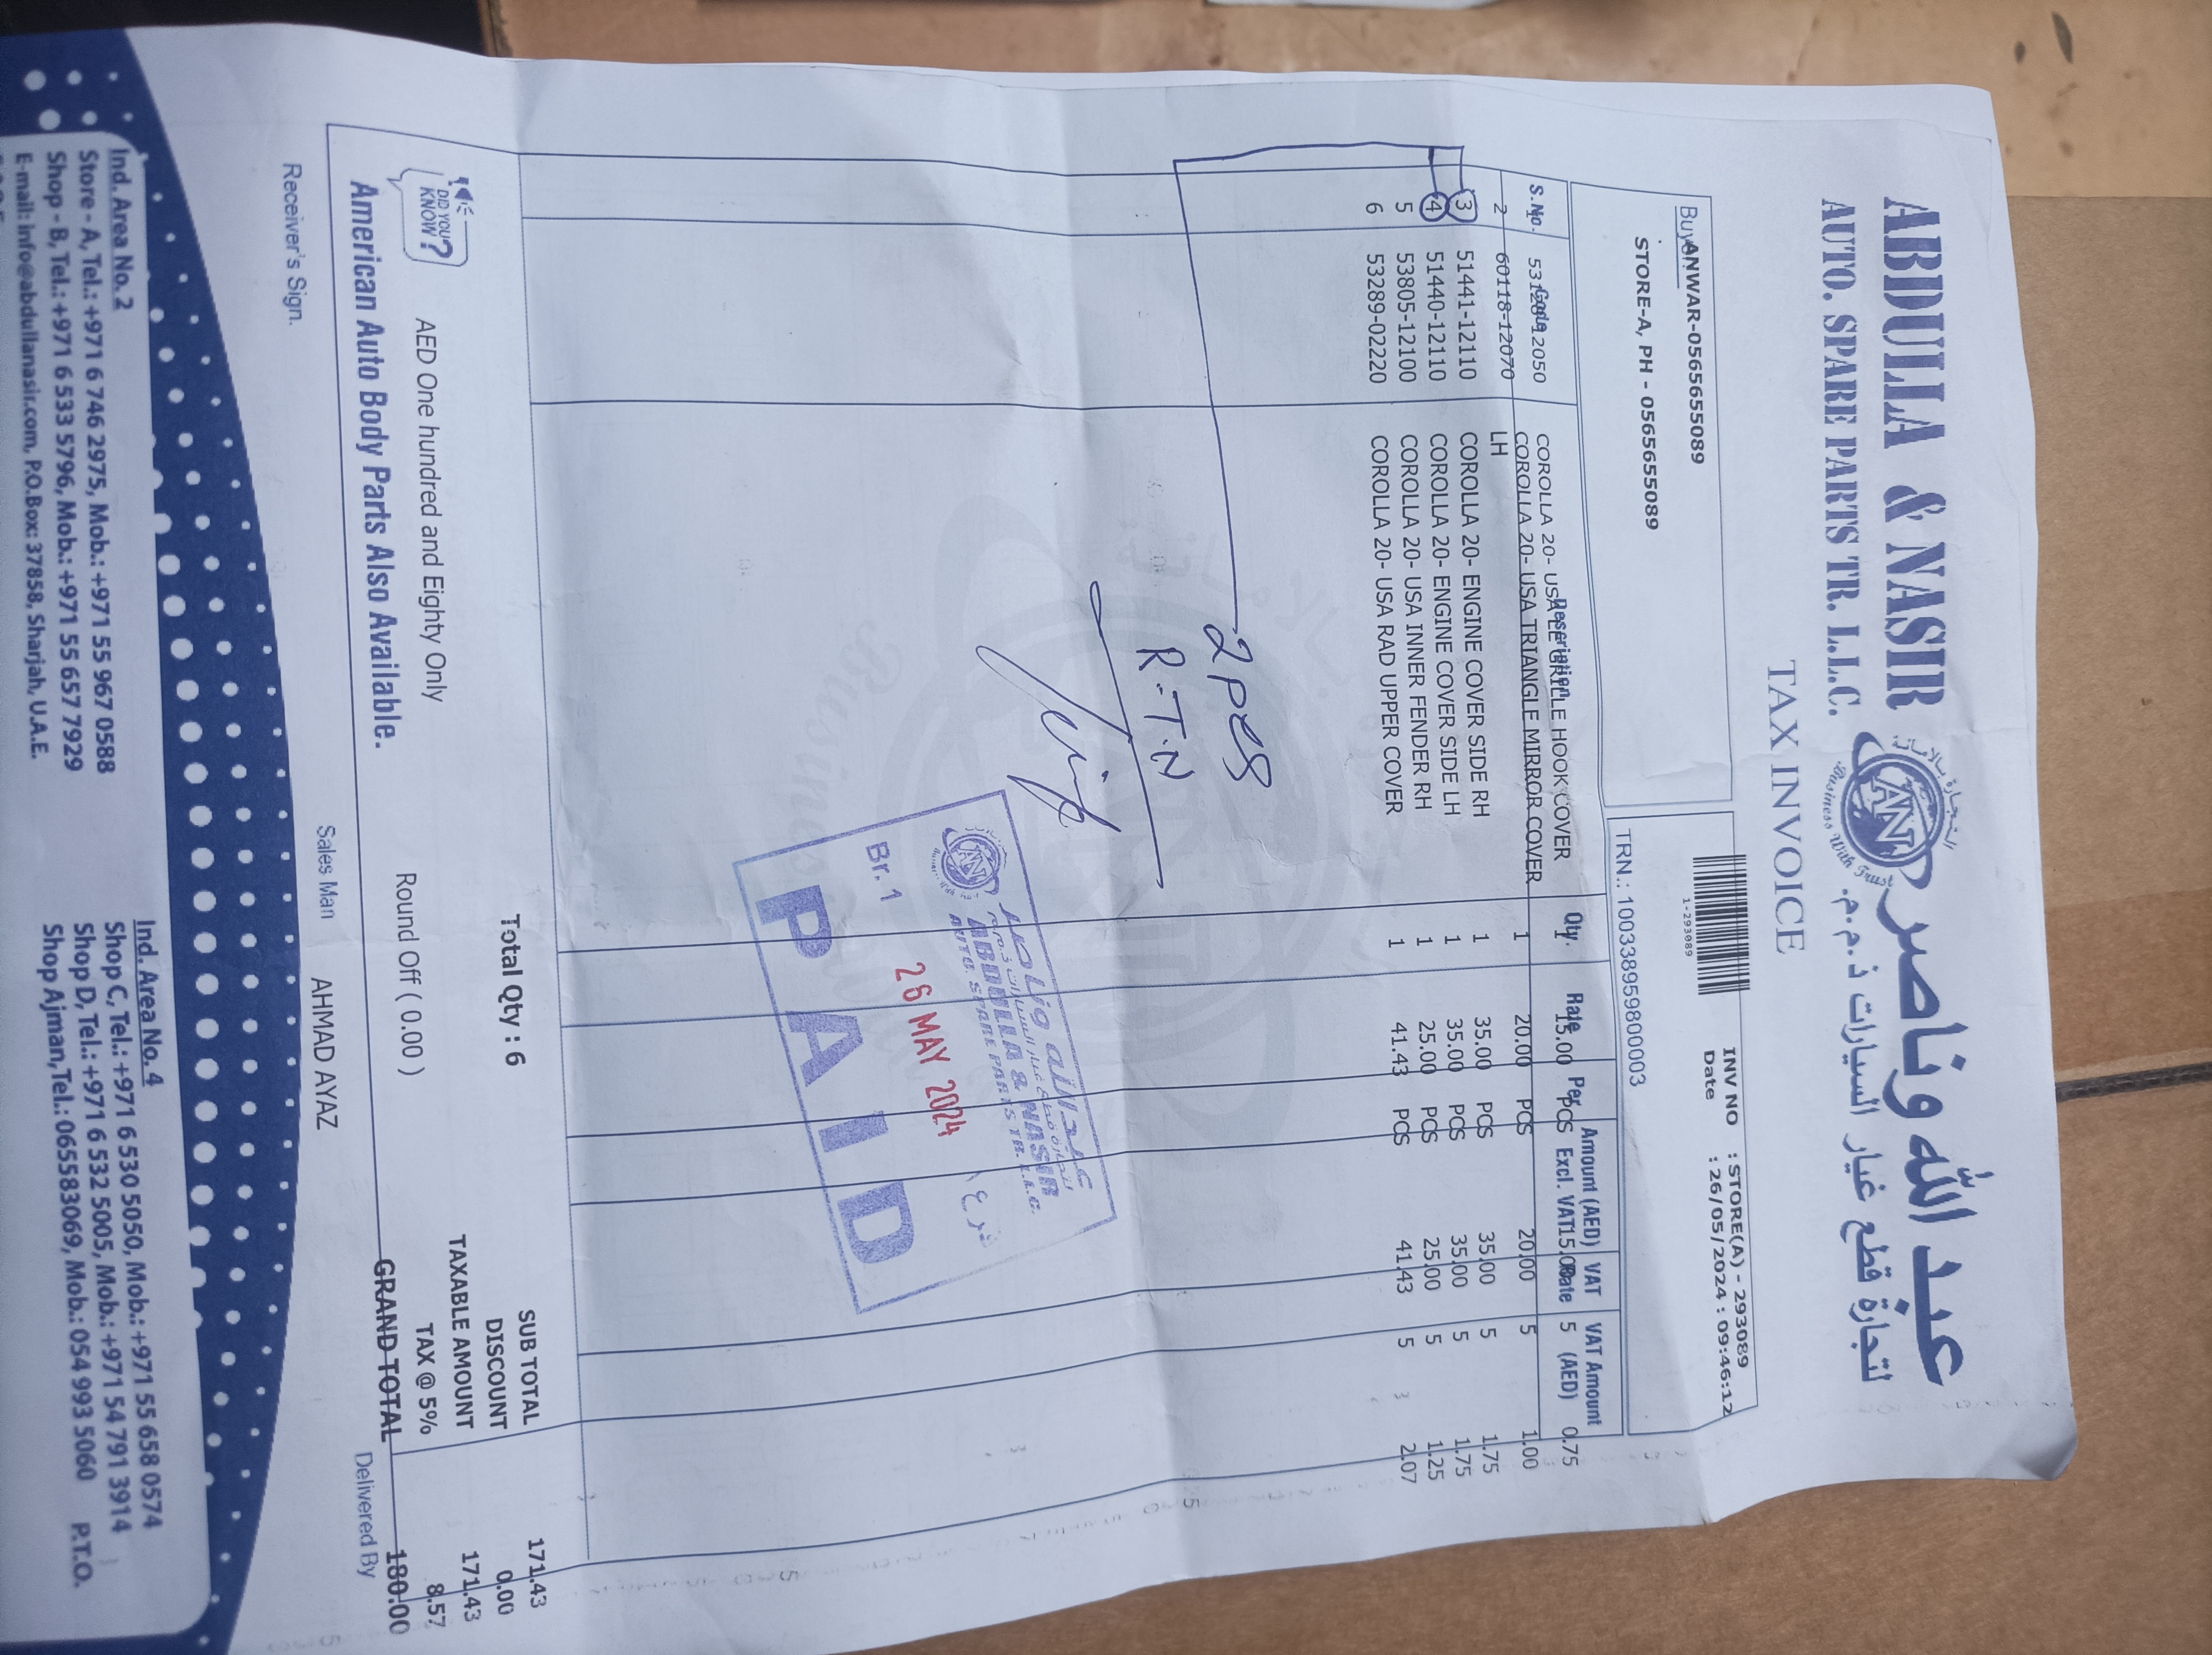 ABDULLA & NASIR عبد الله وناصر
AUTO. SPARE PARTS TR. L.L.C. لتجارة قطع غيار السيارات ذ.م.م.
AN
Business With Trust
TAX INVOICE
1-293089
INV NO : STORE(A) - 293089
Date : 26/05/2024 : 09:46:12
Buyer
ANWAR-0565655089
STORE-A, PH - 0565655089
TRN.: 100338959800003
S.No. Code Description Qty. Rate Per Amount (AED) Excl. VAT VAT Rate VAT Amount (AED)
1 COROLLA 20- USA LE GRILLE HOOK COVER 1 15.00 PCS 15.00 5 0.75
2 60118-12070 COROLLA 20- USA TRIANGLE MIRROR COVER 1 20.00 PCS 20.00 5 1.00
LH
3 51441-12110 COROLLA 20- ENGINE COVER SIDE RH 1 35.00 PCS 35.00 5 1.75
4 51440-12110 COROLLA 20- ENGINE COVER SIDE LH 1 35.00 PCS 35.00 5 1.75
5 53805-12100 COROLLA 20- USA INNER FENDER RH 1 25.00 PCS 25.00 5 1.25
6 53289-02220 COROLLA 20- USA RAD UPPER COVER 1 41.43 PCS 41.43 5 2.07
2 pcs
R.T.N
عبدالله وناصر
ABDULLA & NASIR
AUTO. SPARE PARTS TR. L.L.C.
Br. 1 26 MAY 2024 فرع ١
PAID
Total Qty : 6
SUB TOTAL 171.43
DISCOUNT 0.00
TAXABLE AMOUNT 171.43
TAX @ 5% 8.57
GRAND TOTAL 180.00
DID YOU KNOW?
AED One hundred and Eighty Only
Round Off ( 0.00 )
American Auto Body Parts Also Available.
Receiver's Sign. Sales Man AHMAD AYAZ Delivered By
Ind. Area No. 2
Store - A, Tel.: +971 6 746 2975, Mob.: +971 55 967 0588
Shop - B, Tel.: +971 6 533 5796, Mob.: +971 55 657 7929
E-mail: info@abdullanasir.com, P.O.Box: 37858, Sharjah, U.A.E.
Ind. Area No. 4
Shop C, Tel.: +971 6 530 5050, Mob.: +971 55 658 0574
Shop D, Tel.: +971 6 532 5005, Mob.: +971 54 791 3914
Shop Ajman, Tel.: 065583069, Mob.: 054 993 5060 P.T.O.